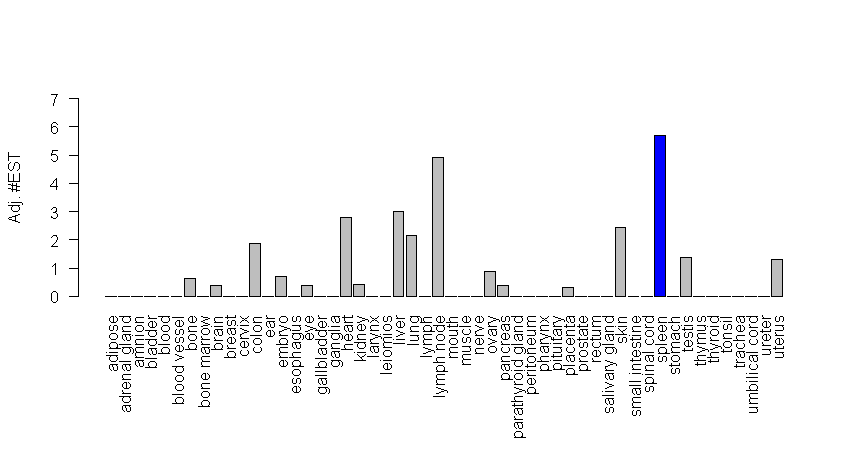 Adj. #EST
7
6
5
4
3
2
1
0
adipose
adrenal gland
amnion
bladder
blood
blood vessel
bone
bone marrow
brain
breast
cervix
colon
ear
embryo
esophagus
eye
gallbladder
ganglia
heart
kidney
larynx
leiomios
liver
lung
lymph
lymph node
mouth
muscle
nerve
ovary
pancreas
parathyroid gland
peritoneum
pharynx
pituitary
placenta
prostate
rectum
salivary gland
skin
small intestine
spinal cord
spleen
stomach
testis
thymus
thyroid
tonsil
trachea
umbilical cord
ureter
uterus